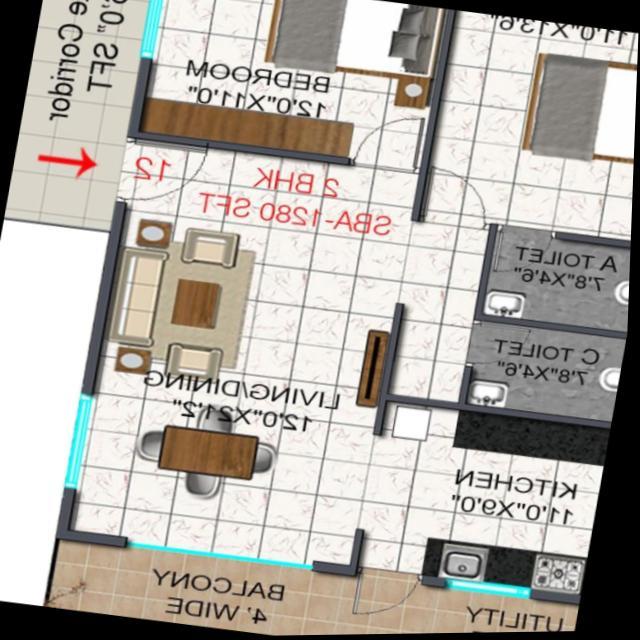 e Corridor
'0" SFT
BEDROOM
12'0"X11'0"
11'0"X13'6"
12
2 BHK
SBA-1280 SFT
A TOILET
7'8"X4'6"
C TOILET
7'8"X4'6"
LIVING/DINING
12'0"X21'2"
KITCHEN
11'0"X9'0"
BALCONY
4' WIDE
UTILITY